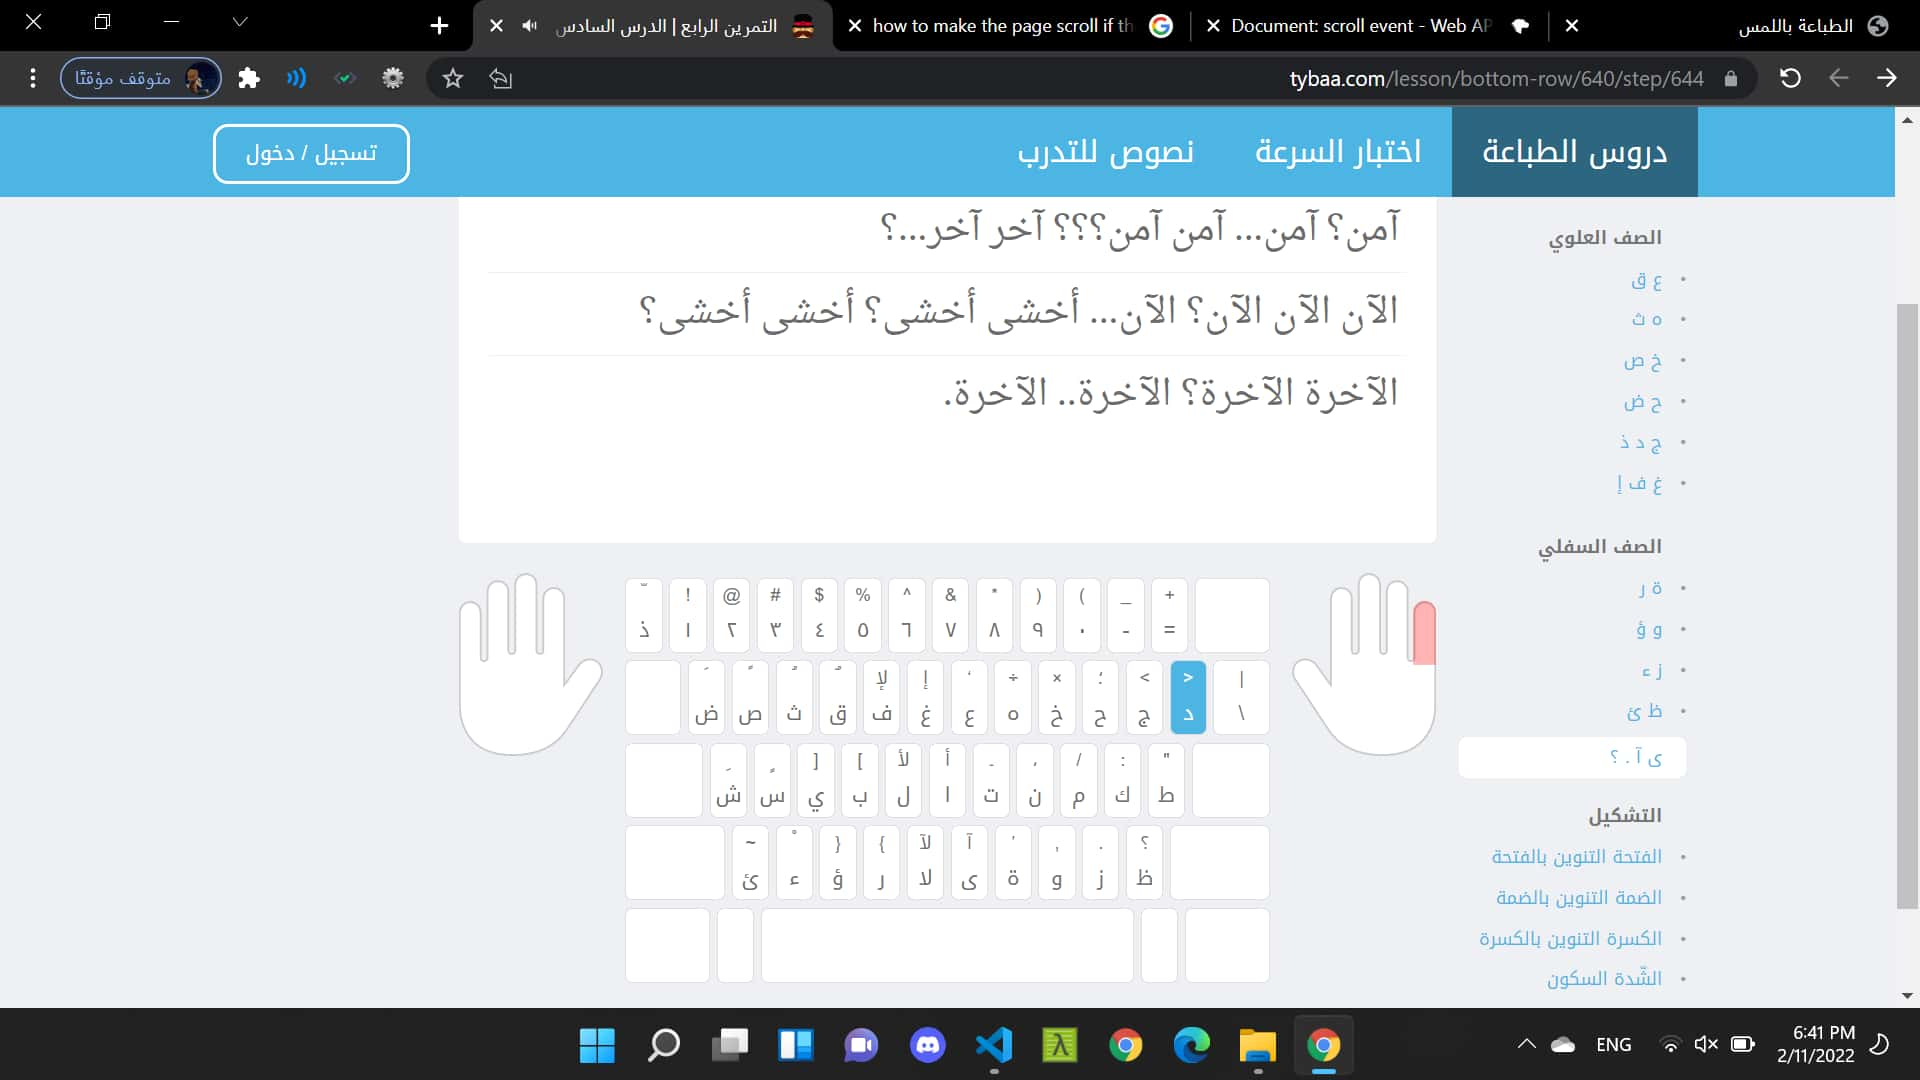 التمرين الرابع | الدرس السادس
how to make the page scroll if th
Document: scroll event - Web AP
الطباعة باللمس
متوقف مؤقتًا
tybaa.com/lesson/bottom-row/640/step/644
دروس الطباعة
اختبار السرعة
نصوص للتدرب
تسجيل / دخول
آمن؟ آمن... آمن آمن؟؟؟ آخر آخر...؟
الآن الآن الآن؟ الآن... أخشى أخشى؟ أخشى أخشى؟
الآخرة الآخرة؟ الآخرة.. الآخرة.
الصف العلوي
ع ق
ه ث
خ ص
ح ض
ج د ذ
غ ف إ
الصف السفلي
ة ر
و ؤ
ز ء
ظ ئ
ى آ . ؟
التشكيل
الفتحة التنوين بالفتحة
الضمة التنوين بالضمة
الكسرة التنوين بالكسرة
الشّدة السكون
ّ ! @ # $ % ^ & * ) ( _ +
ذ ١ ٢ ٣ ٤ ٥ ٦ ٧ ٨ ٩ ٠ - =
َ ً ُ ٌ لإ إ ‘ ÷ × ؛ < > |
ض ص ث ق ف غ ع ه خ ح ج د \
ِ ٍ ] [ لأ أ ـ ، / : "
ش س ي ب ل ا ت ن م ك ط
~ ْ } { لآ آ ’ , . ؟
ئ ء ؤ ر لا ى ة و ز ظ
ENG
6:41 PM
2/11/2022